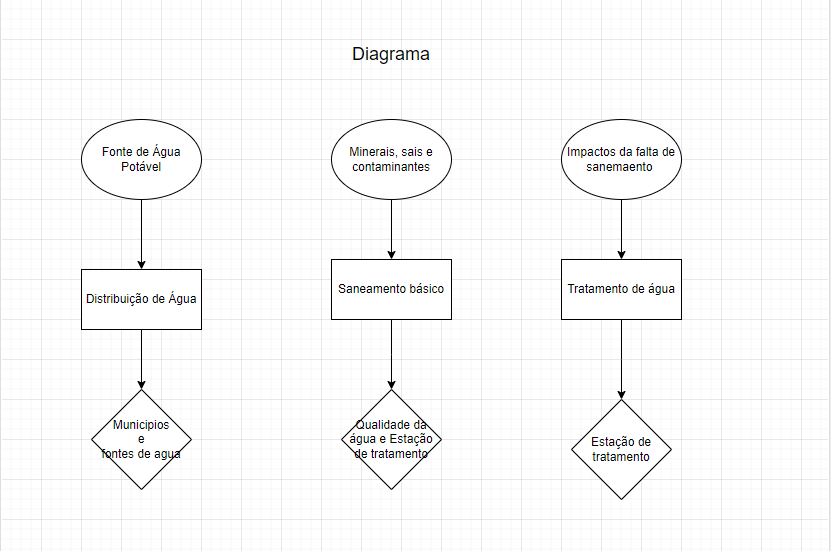 Diagrama
Fonte de Água
Potável
Minerais, sais e
contaminantes
Impactos da falta de
sanemaento
Distribuição de Água
Saneamento básico
Tratamento de água
Municipios
e
fontes de agua
Qualidade da
água e Estação
de tratamento
Estação de
tratamento